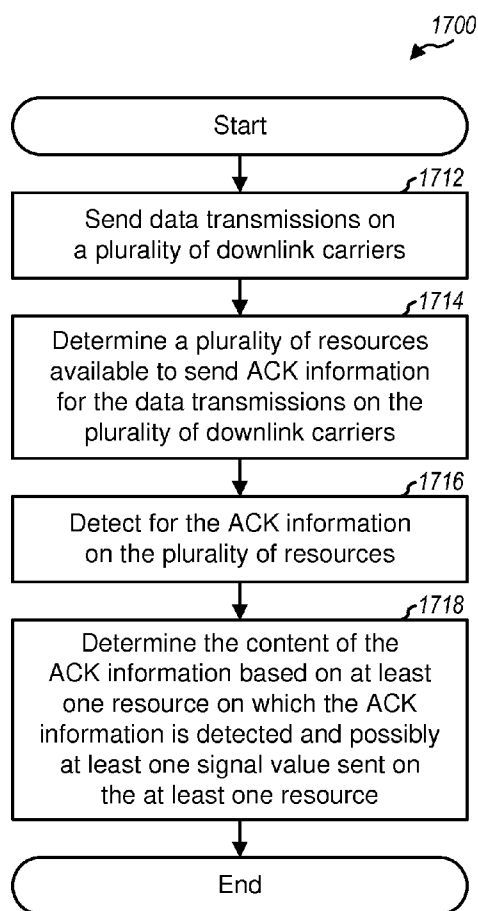 1700
Start
1712
Send data transmissions on
a plurality of downlink carriers
1714
Determine a plurality of resources
available to send ACK information
for the data transmissions on the
plurality of downlink carriers
1716
Detect for the ACK information
on the plurality of resources
1718
Determine the content of the
ACK information based on at least
one resource on which the ACK
information is detected and possibly
at least one signal value sent on
the at least one resource
End